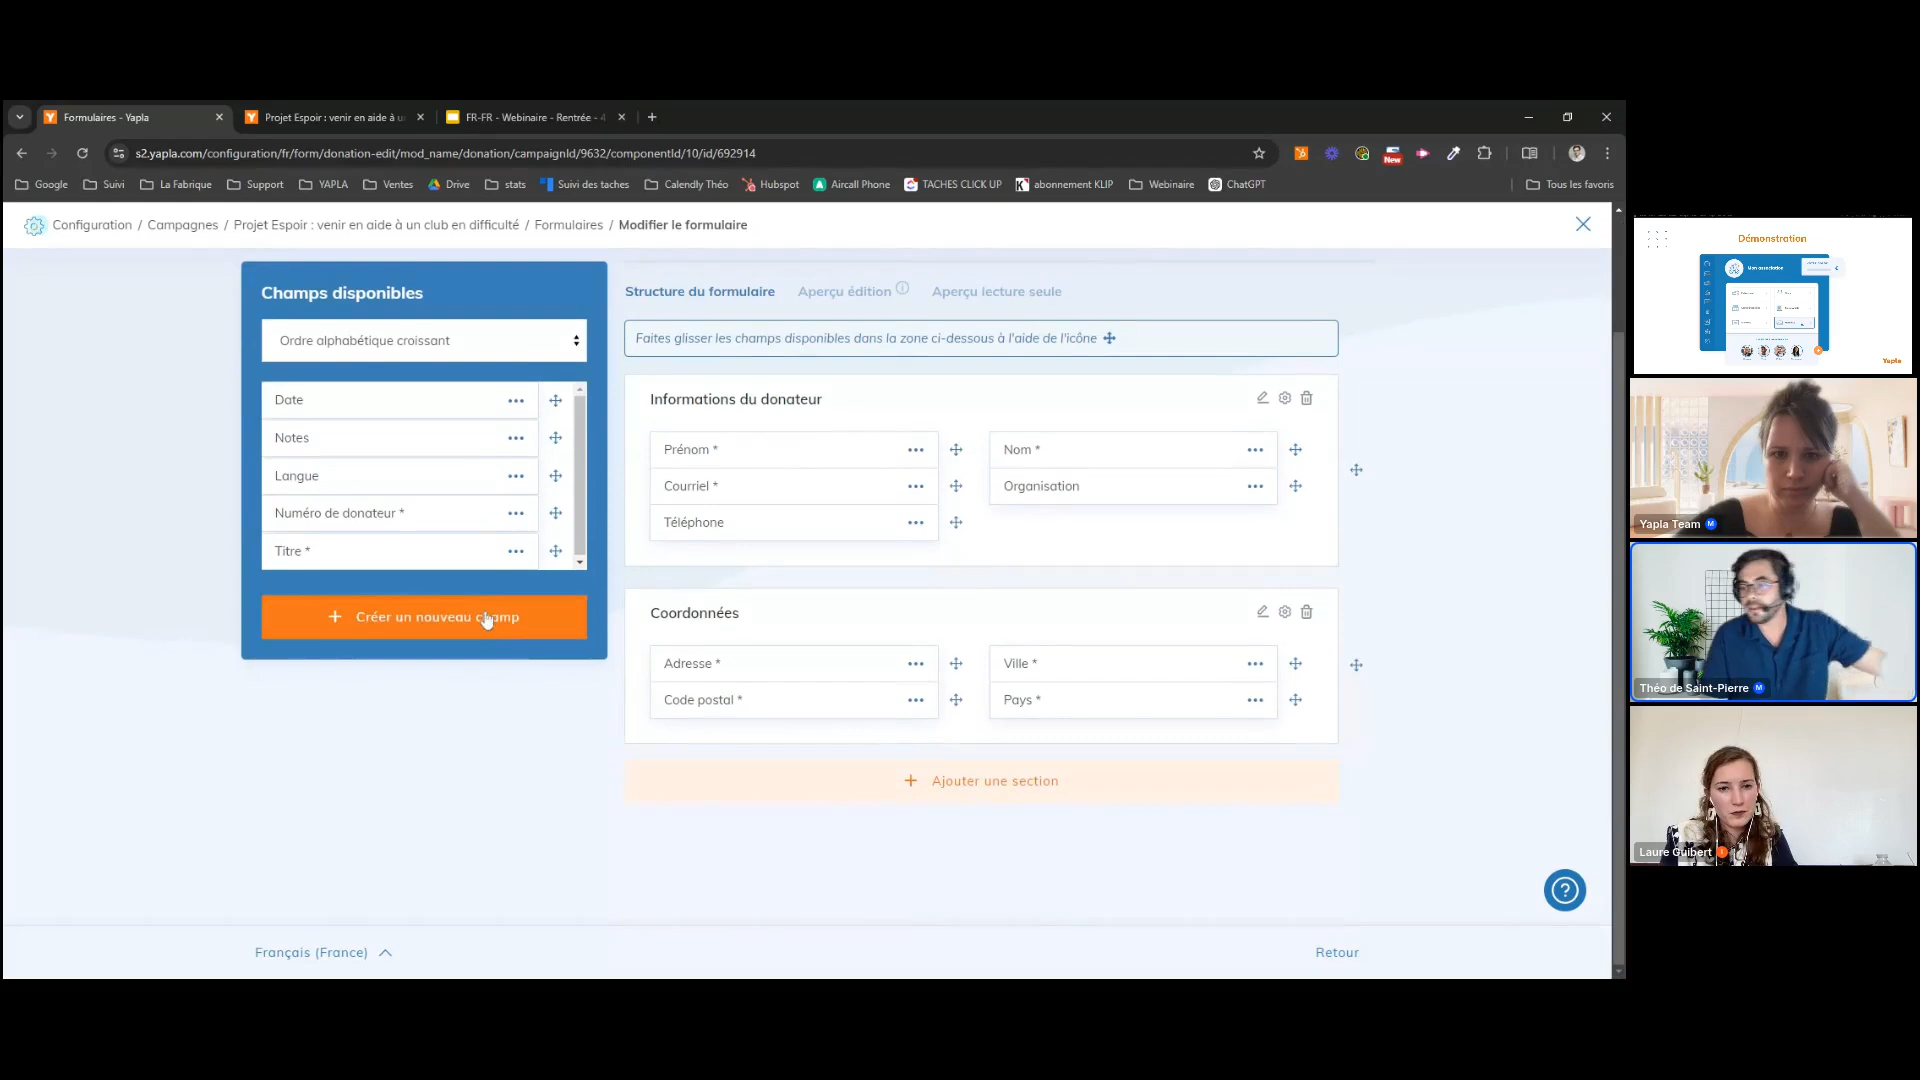 Formulaires - Yapla
Projet Espoir : venir en aide à u
FR-FR - Webinaire - Rentrée - 4
s2.yapla.com/configuration/fr/form/donation-edit/mod_name/donation/campaignId/9632/componentId/10/id/692914
New
Google
Suivi
La Fabrique
Support
YAPLA
Ventes
Drive
stats
Suivi des taches
Calendly Théo
Hubspot
Aircall Phone
TACHES CLICK UP
abonnement KLIP
Webinaire
ChatGPT
Tous les favoris
Configuration / Campagnes / Projet Espoir : venir en aide à un club en difficulté / Formulaires / Modifier le formulaire
Champs disponibles
Ordre alphabétique croissant
Date
Notes
Langue
Numéro de donateur *
Titre *
+ Créer un nouveau champ
Structure du formulaire
Aperçu édition
Aperçu lecture seule
Faites glisser les champs disponibles dans la zone ci-dessous à l'aide de l'icône
Informations du donateur
Prénom *
Nom *
Courriel *
Organisation
Téléphone
Coordonnées
Adresse *
Ville *
Code postal *
Pays *
+ Ajouter une section
?
Français (France)
Retour
Démonstration
Mon association
Yapla
Yapla Team
M
Théo de Saint-Pierre
M
Laure Guibert